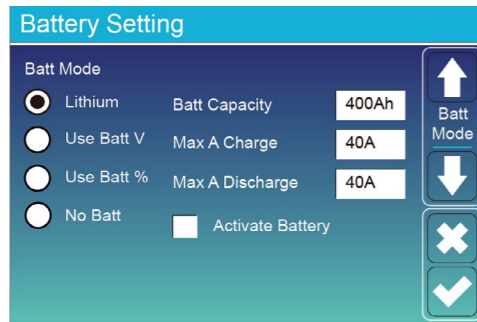 Battery Setting
Batt Mode
Lithium
Batt Capacity 400Ah
Use Batt V
Max A Charge 40A
Use Batt %
Max A Discharge 40A
No Batt
Activate Battery
Batt
Mode